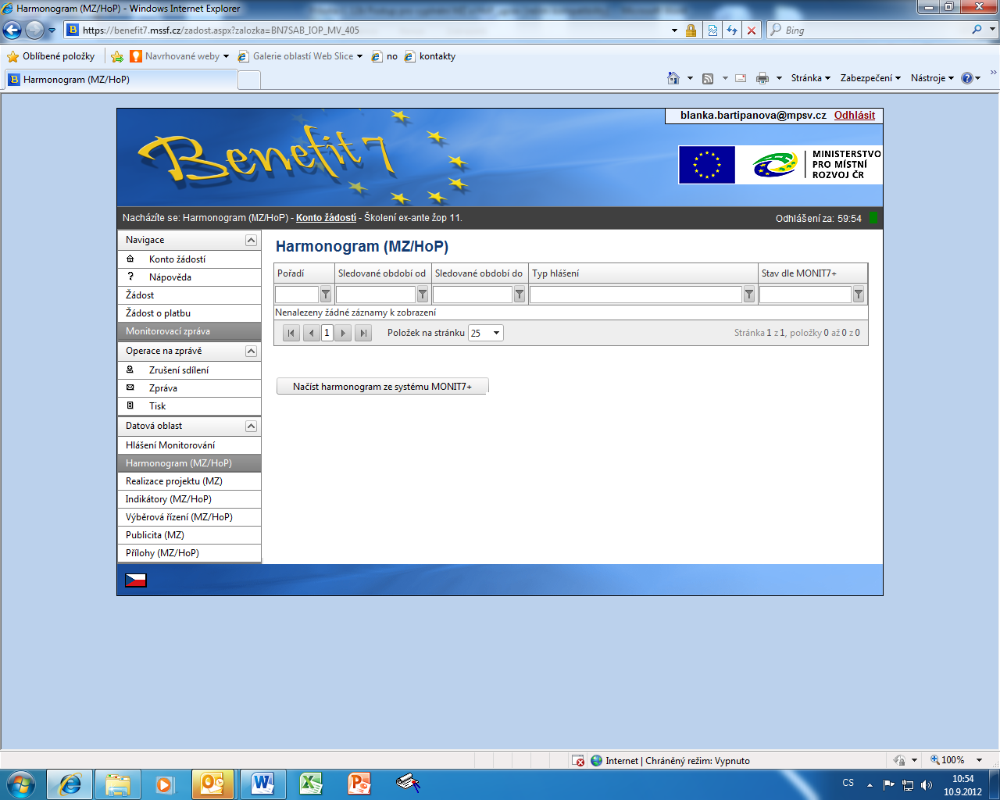 Harmonogram (MZ/HoP) - Windows Internet Explorer
https://benefit7.mssf.cz/zadost.aspx?zalozka=BN7SAB_IOP_MV_405
Bing
Oblíbené položky
Navrhované weby
Galerie oblastí Web Slice
no
kontakty
Harmonogram (MZ/HoP)
Stránka
Zabezpečení
Nástroje
blanka.bartipanova@mpsv.cz Odhlásit
Benefit 7
MINISTERSTVO
PRO MÍSTNÍ
ROZVOJ ČR
Nacházíte se: Harmonogram (MZ/HoP) - Konto žádostí - Školení ex-ante žop 11.
Odhlášení za: 59:54
Navigace
Konto žádostí
Nápověda
Žádost
Žádost o platbu
Monitorovací zpráva
Operace na zprávě
Zrušení sdílení
Zpráva
Tisk
Datová oblast
Hlášení Monitorování
Harmonogram (MZ/HoP)
Realizace projektu (MZ)
Indikátory (MZ/HoP)
Výběrová řízení (MZ/HoP)
Publicita (MZ)
Přílohy (MZ/HoP)
Harmonogram (MZ/HoP)
Pořadí Sledované období od Sledované období do Typ hlášení Stav dle MONIT7+
Nenalezeny žádné záznamy k zobrazení
1 Položek na stránku 25 Stránka 1 z 1, položky 0 až 0 z 0
Načíst harmonogram ze systému MONIT7+
Internet | Chráněný režim: Vypnuto
100%
CS
10:54
10.9.2012